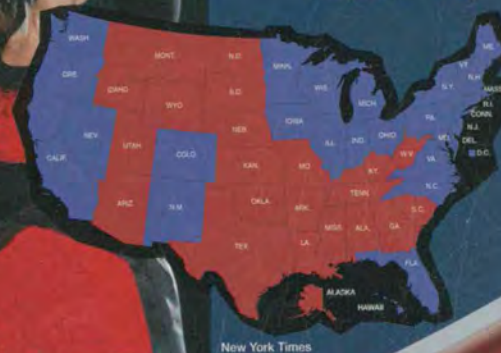 WASH.
ME.
MONT.
N.D.
MINN.
VT.
N.H.
ORE.
IDAHO
S.D.
WIS.
MICH.
N.Y.
MASS.
WYO.
CONN.
IOWA
PA.
N.J.
NEV.
NEB.
OHIO
MD.
DEL.
UTAH
COLO.
ILL.
IND.
D.C.
CALIF.
KAN.
MO.
KY.
W.V.
VA.
N.C.
TENN.
ARIZ.
N.M.
OKLA.
ARK.
S.C.
MISS.
ALA.
GA.
TEX.
LA.
FLA.
ALASKA
HAWAII
New York Times